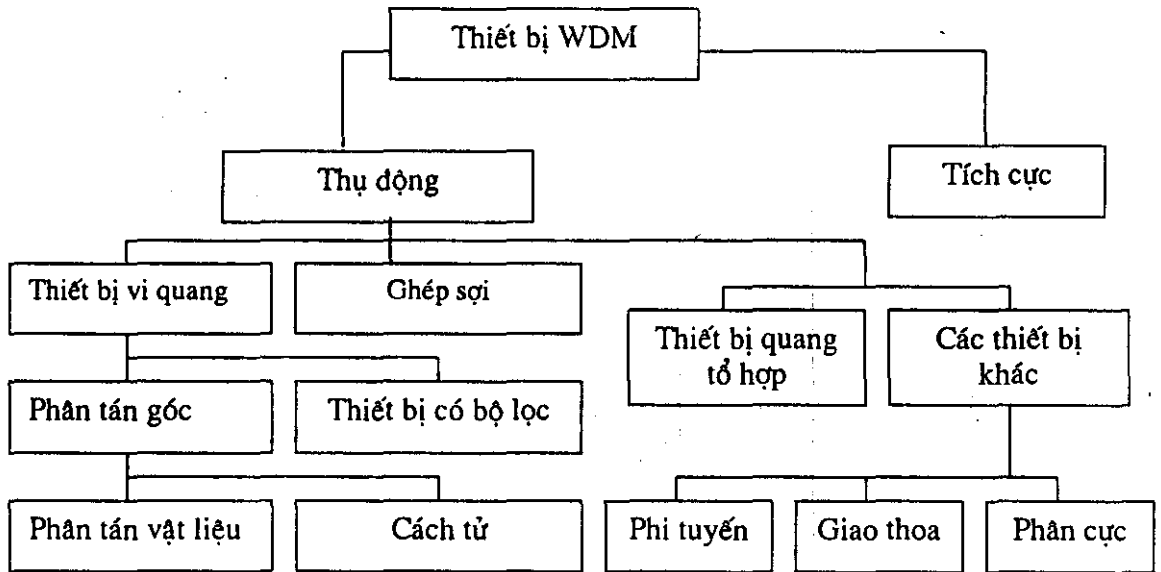 Thiết bị WDM
Thụ động
Tích cực
Thiết bị vi quang
Ghép sợi
Thiết bị quang
tổ hợp
Các thiết bị
khác
Phân tán góc
Thiết bị có bộ lọc
Phân tán vật liệu
Cách tử
Phi tuyến
Giao thoa
Phân cực